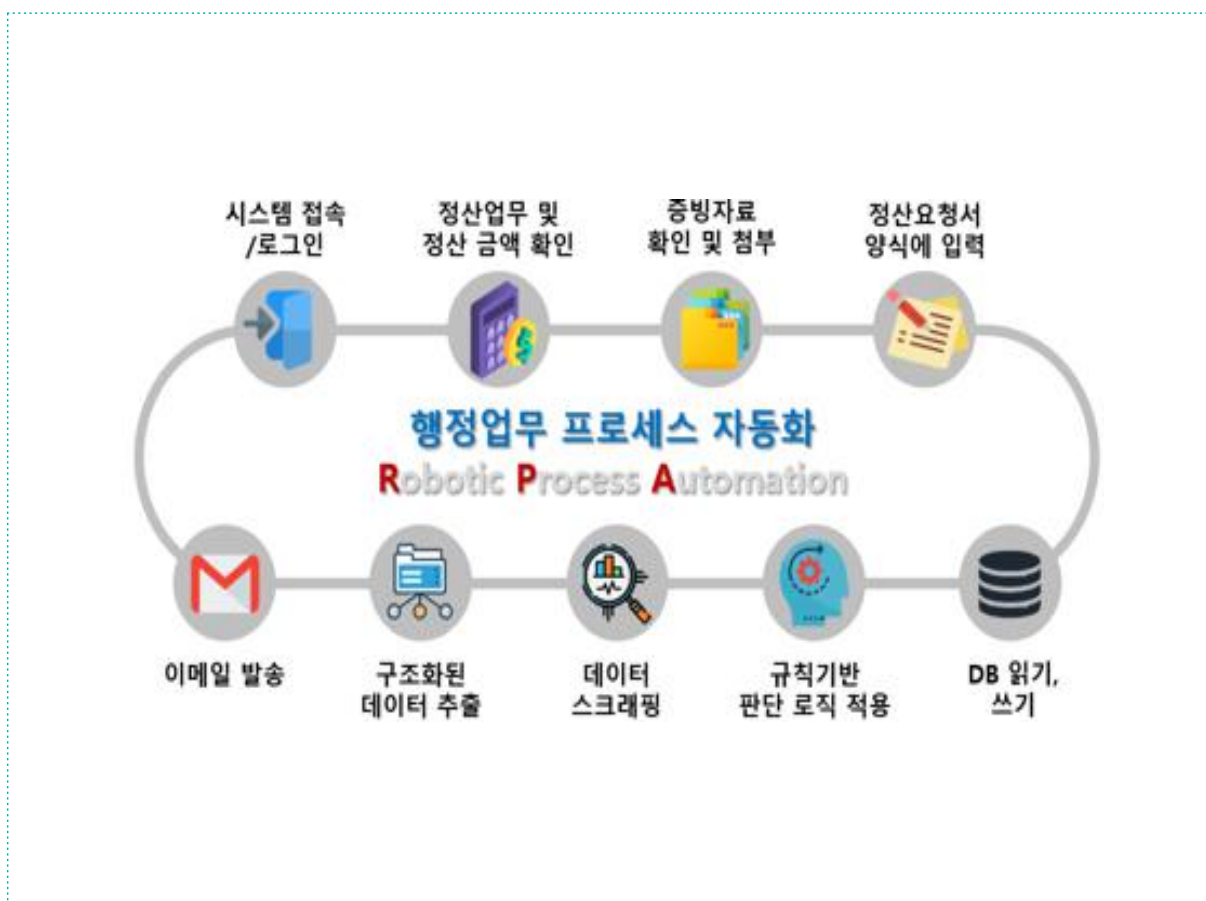 시스템 접속
/로그인
정산업무 및
정산 금액 확인
증빙자료
확인 및 첨부
정산요청서
양식에 입력
행정업무 프로세스 자동화
Robotic Process Automation
이메일 발송
구조화된
데이터 추출
데이터
스크래핑
규칙기반
판단 로직 적용
DB 읽기,
쓰기